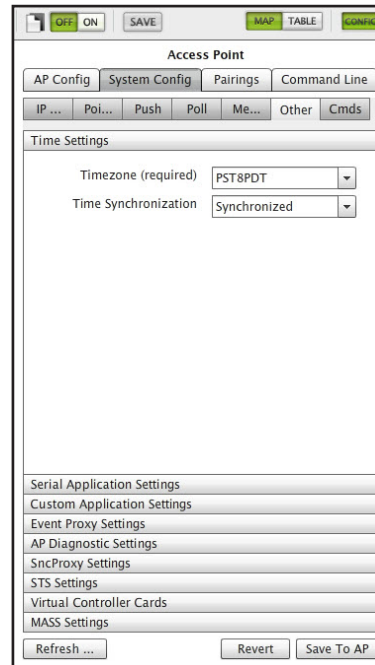 OFF ON SAVE MAP TABLE
Access Point
AP Config System Config Pairings Command Line
IP ... Poi... Push Poll Me... Other Cmds
Time Settings
Timezone (required) PST8PDT
Time Synchronization Synchronized
Serial Application Settings
Custom Application Settings
Event Proxy Settings
AP Diagnostic Settings
SncProxy Settings
STS Settings
Virtual Controller Cards
MASS Settings
Refresh ... Revert Save To AP